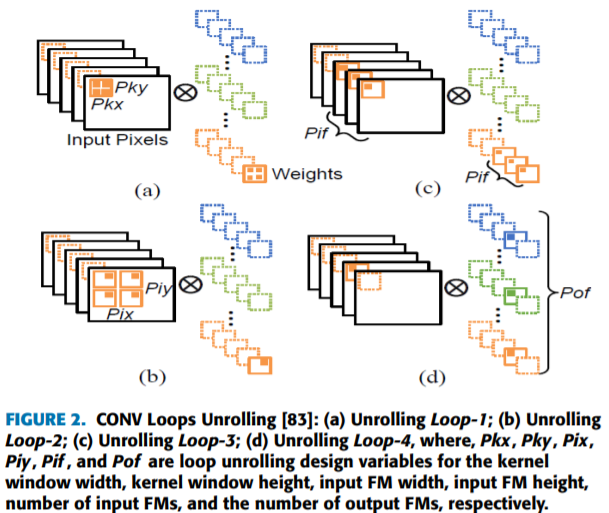 Pky
Pkx
Input Pixels
Weights
(a)
Pif
Pif
(c)
Piy
Pix
(b)
Pof
(d)
FIGURE 2. CONV Loops Unrolling [83]: (a) Unrolling Loop-1; (b) Unrolling
Loop-2; (c) Unrolling Loop-3; (d) Unrolling Loop-4, where, Pkx, Pky, Pix,
Piy, Pif, and Pof are loop unrolling design variables for the kernel
window width, kernel window height, input FM width, input FM height,
number of input FMs, and the number of output FMs, respectively.